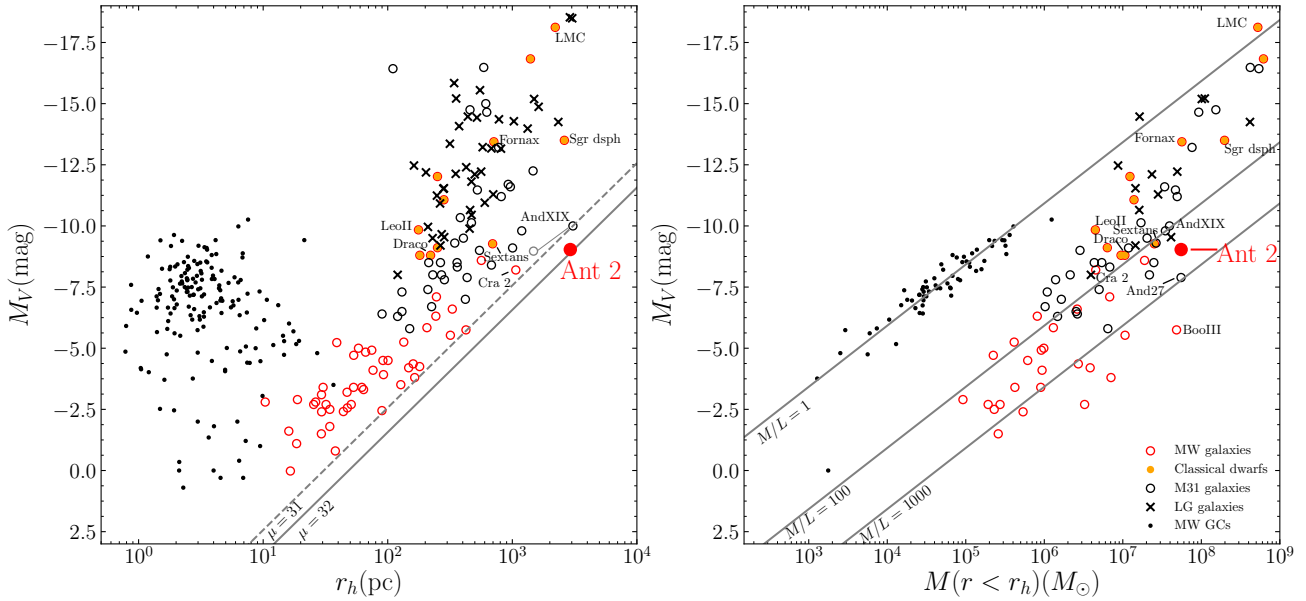 −17.5
−15.0
−12.5
−10.0
−7.5
−5.0
−2.5
0.0
2.5
M_V(mag)
10^0
10^1
10^2
10^3
10^4
r_h(pc)
LMC
Fornax
Sgr dsph
AndXIX
LeoII
Draco
Sextans
Cra 2
Ant 2
μ = 31
μ = 32
−17.5
−15.0
−12.5
−10.0
−7.5
−5.0
−2.5
0.0
2.5
M_V(mag)
10^3
10^4
10^5
10^6
10^7
10^8
10^9
M(r < r_h)(M_⊙)
LMC
Fornax
Sgr dsph
LeoII
AndXIX
Sextans
Draco
Ant 2
Cra 2
And27
BooIII
M/L = 1
M/L = 100
M/L = 1000
MW galaxies
Classical dwarfs
M31 galaxies
LG galaxies
MW GCs